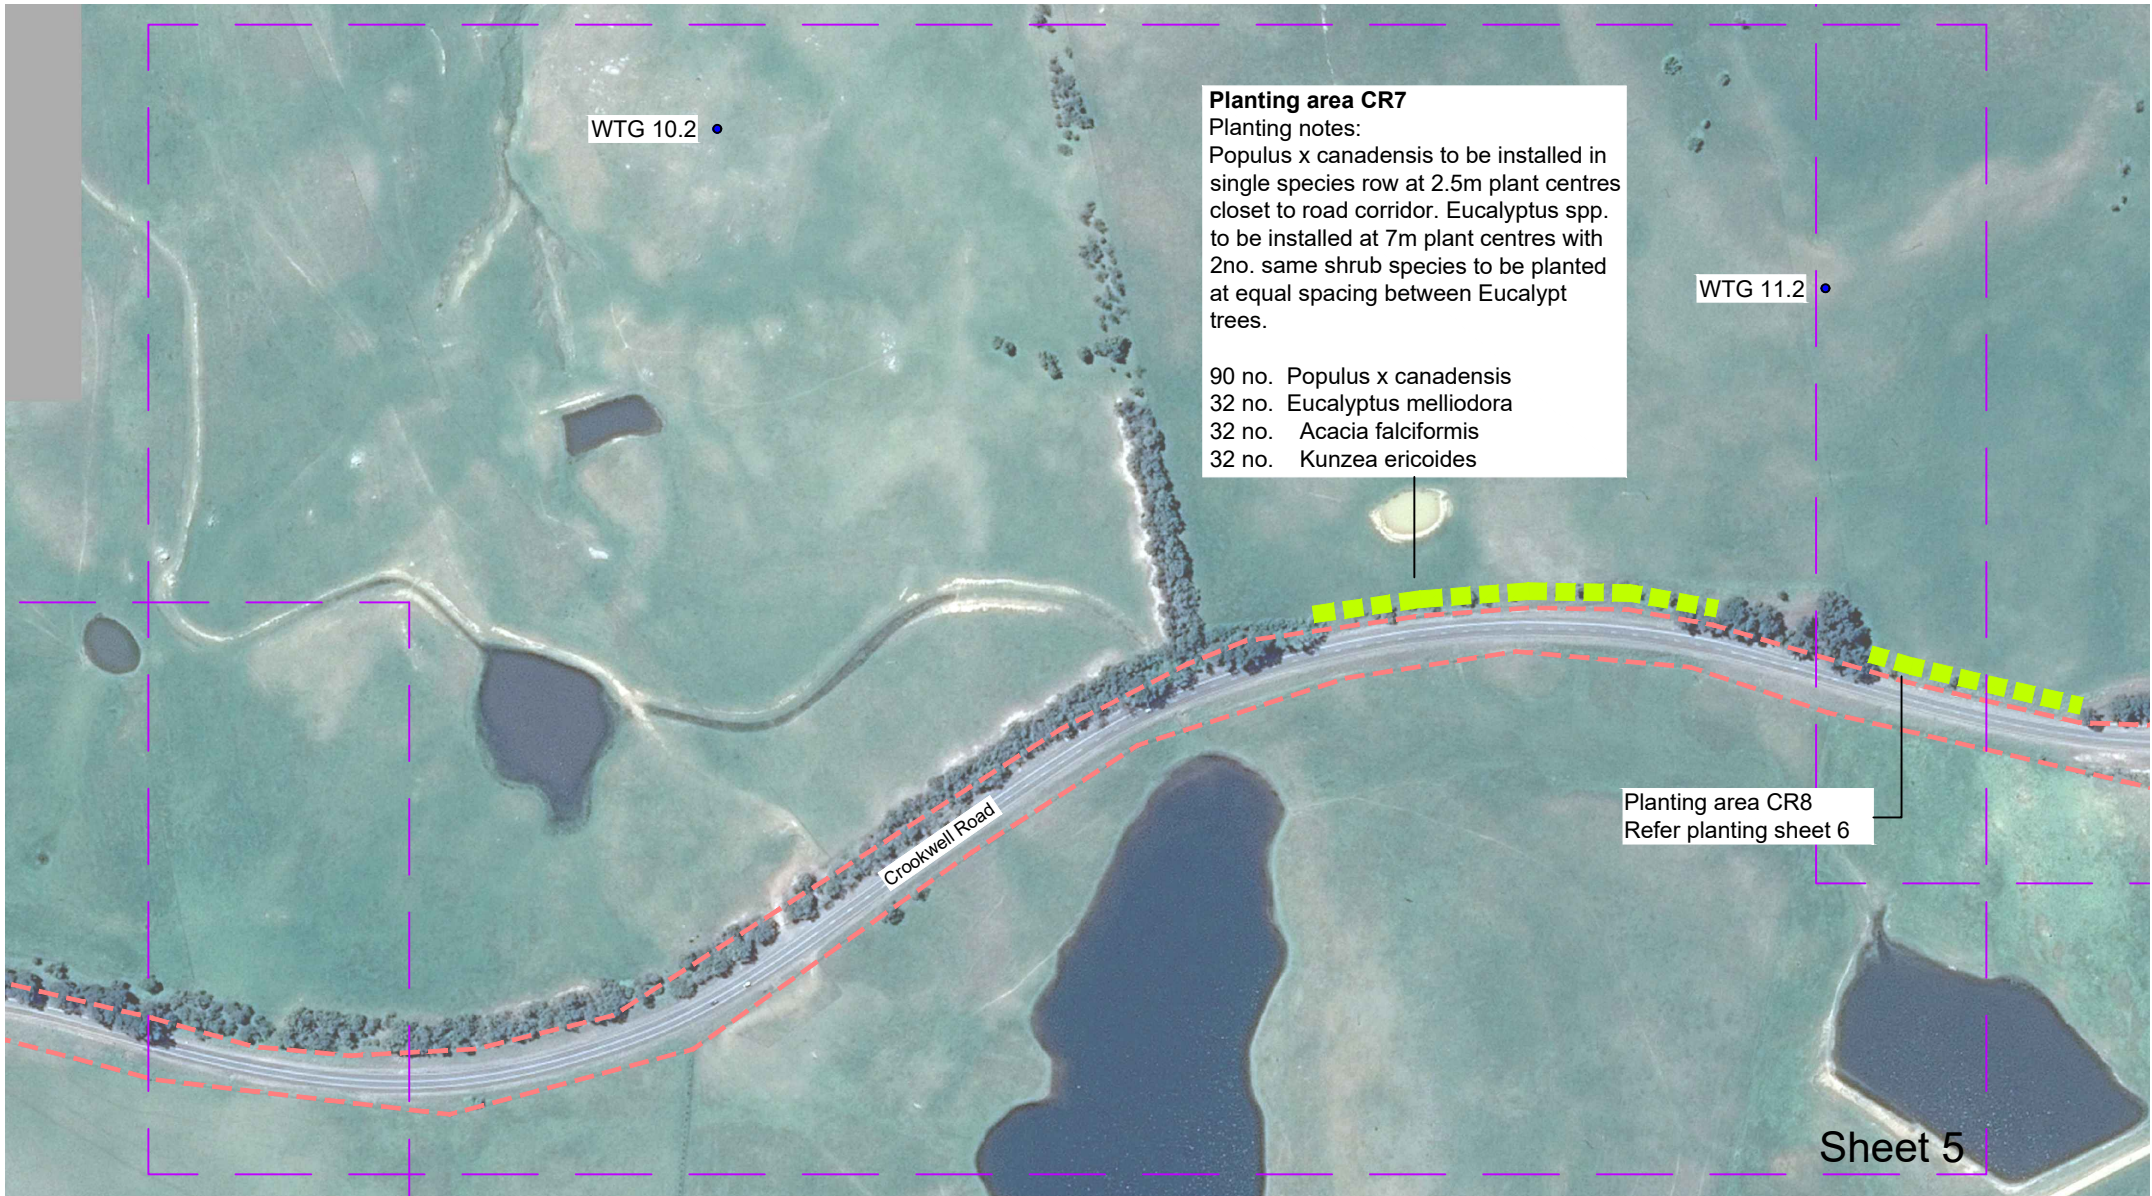 WTG 10.2
Planting area CR7
Planting notes:
Populus x canadensis to be installed in
single species row at 2.5m plant centres
closet to road corridor. Eucalyptus spp.
to be installed at 7m plant centres with
2no. same shrub species to be planted
at equal spacing between Eucalypt
trees.
90 no. Populus x canadensis
32 no. Eucalyptus melliodora
32 no. Acacia falciformis
32 no. Kunzea ericoides
WTG 11.2
Crookwell Road
Planting area CR8
Refer planting sheet 6
Sheet 5